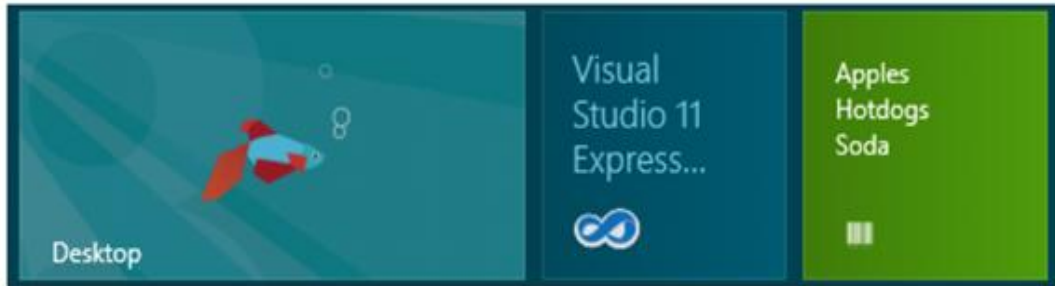 Desktop
Visual
Studio 11
Express...
Apples
Hotdogs
Soda